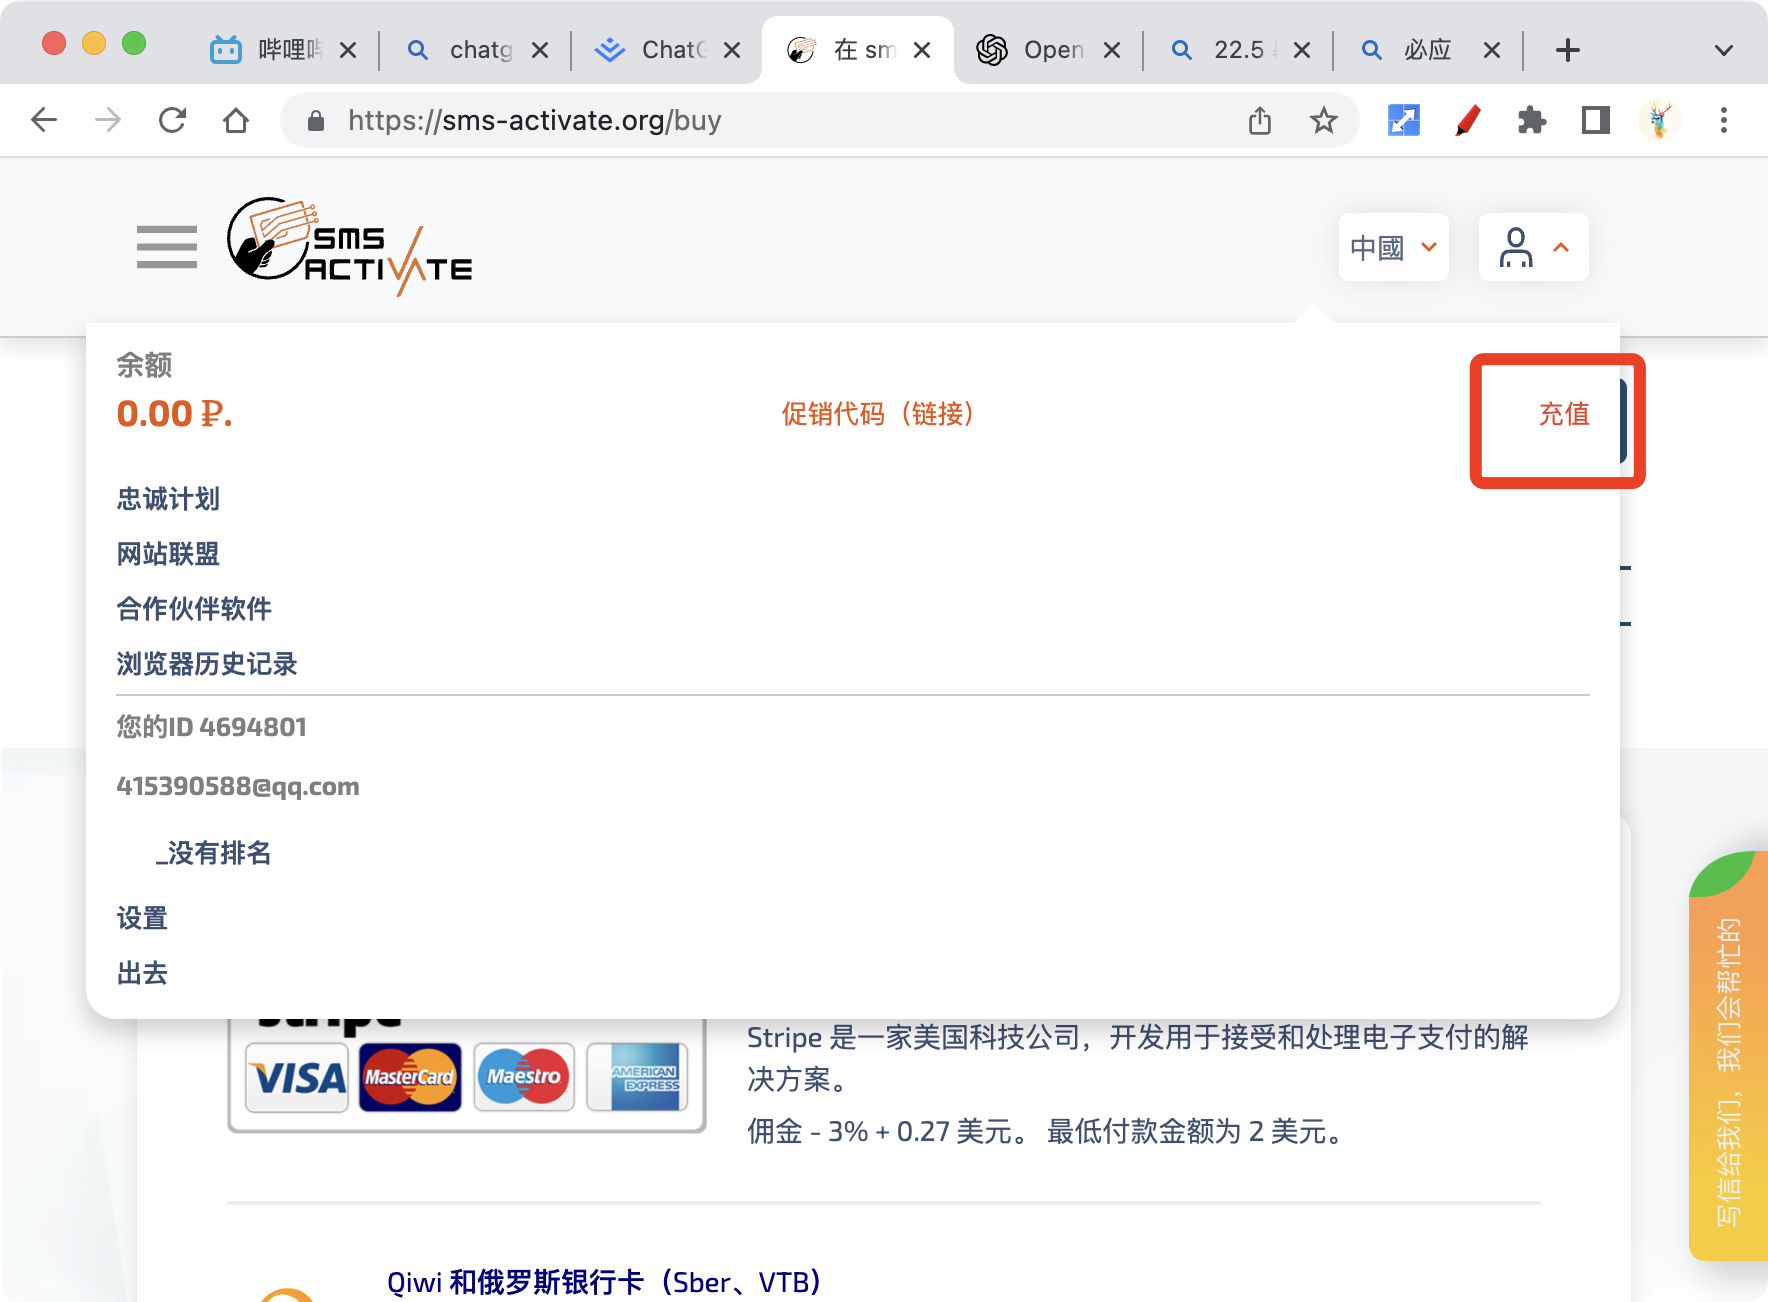 哔哩哔
chatg
ChatG
在 sm
Open
22.5
必应
https://sms-activate.org/buy
SMS
ACTIVATE
中國
余额
0.00 ₽.
促销代码（链接）
充值
忠诚计划
网站联盟
合作伙伴软件
浏览器历史记录
您的ID 4694801
415390588@qq.com
_没有排名
设置
出去
stripe
VISA
MasterCard
Maestro
AMERICAN EXPRESS
Stripe 是一家美国科技公司，开发用于接受和处理电子支付的解
决方案。
佣金 - 3% + 0.27 美元。 最低付款金额为 2 美元。
Qiwi 和俄罗斯银行卡（Sber、VTB）
写信给我们，我们会帮忙的